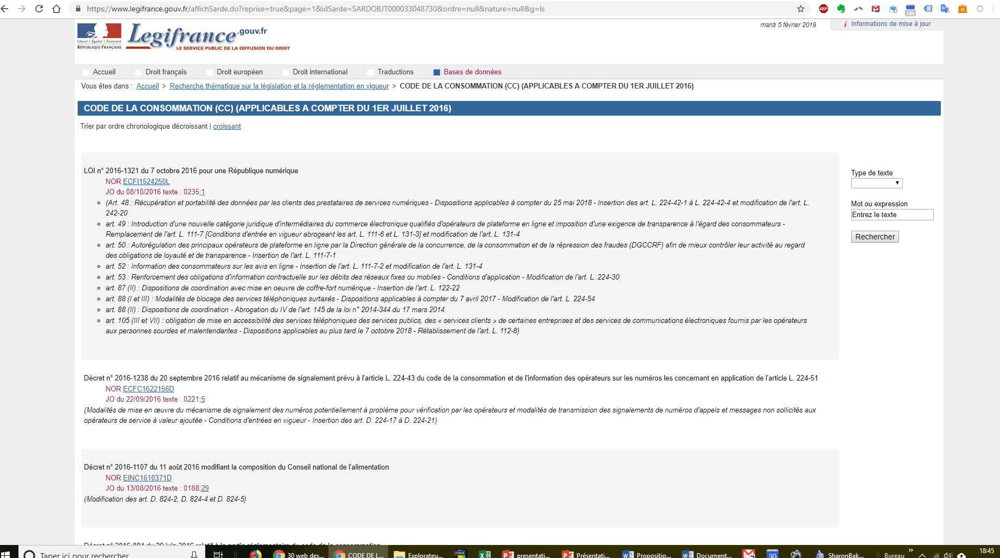 https://www.legifrance.gouv.fr/affichSarde.do?reprise=true&page=1&idSarde=SARDOBJT000033048730&ordre=null&nature=null&g=ls
ABP
16h
Liberté • Égalité • Fraternité
RÉPUBLIQUE FRANÇAISE
Legifrance.gouv.fr
LE SERVICE PUBLIC DE LA DIFFUSION DU DROIT
mardi 5 février 2019
i Informations de mise à jour
Accueil Droit français Droit européen Droit international Traductions Bases de données
Vous êtes dans : Accueil > Recherche thématique sur la législation et la réglementation en vigueur > CODE DE LA CONSOMMATION (CC) (APPLICABLES A COMPTER DU 1ER JUILLET 2016)
CODE DE LA CONSOMMATION (CC) (APPLICABLES A COMPTER DU 1ER JUILLET 2016)
Trier par ordre chronologique décroissant | croissant
LOI n° 2016-1321 du 7 octobre 2016 pour une République numérique
NOR ECFI1524250L
JO du 08/10/2016 texte : 0235;1
(Art. 48 : Récupération et portabilité des données par les clients des prestataires de services numériques - Dispositions applicables à compter du 25 mai 2018 - Insertion des art. L. 224-42-1 à L. 224-42-4 et modification de l'art. L.
242-20
art. 49 : Introduction d'une nouvelle catégorie juridique d'intermédiaires du commerce électronique qualifiés d'opérateurs de plateforme en ligne et imposition d'une exigence de transparence à l'égard des consommateurs -
Remplacement de l'art. L. 111-7 [Conditions d'entrée en vigueur abrogeant les art. L. 111-6 et L. 131-3] et modification de l'art. L. 131-4
art. 50 : Autorégulation des principaux opérateurs de plateforme en ligne par la Direction générale de la concurrence, de la consommation et de la répression des fraudes (DGCCRF) afin de mieux contrôler leur activité au regard
des obligations de loyauté et de transparence - Insertion de l'art. L. 111-7-1
art. 52 : Information des consommateurs sur les avis en ligne - Insertion de l'art. L. 111-7-2 et modification de l'art. L. 131-4
art. 53 : Renforcement des obligations d'information contractuelle sur les débits des réseaux fixes ou mobiles - Conditions d'application - Modification de l'art. L. 224-30
art. 87 (II) : Dispositions de coordination avec mise en oeuvre de coffre-fort numérique - Insertion de l'art. L. 122-22
art. 88 (I et III) : Modalités de blocage des services téléphoniques surtaxés - Dispositions applicables à compter du 7 avril 2017 - Modification de l'art. L. 224-54
art. 88 (II) : Dispositions de coordination - Abrogation du IV de l'art. 145 de la loi n° 2014-344 du 17 mars 2014
art. 105 (III et VII) : obligation de mise en accessibilité des services téléphoniques des services publics, des « services clients » de certaines entreprises et des services de communications électroniques fournis par les opérateurs
aux personnes sourdes et malentendantes - Dispositions applicables au plus tard le 7 octobre 2018 - Rétablissement de l'art. L. 112-8)
Type de texte
Mot ou expression
Entrez le texte
Rechercher
Décret n° 2016-1238 du 20 septembre 2016 relatif au mécanisme de signalement prévu à l'article L. 224-43 du code de la consommation et de l'information des opérateurs sur les numéros les concernant en application de l'article L. 224-51
NOR ECFC1622156D
JO du 22/09/2016 texte : 0221;5
(Modalités de mise en œuvre du mécanisme de signalement des numéros potentiellement à problème pour vérification par les opérateurs et modalités de transmission des signalements de numéros d'appels et messages non sollicités aux
opérateurs de service à valeur ajoutée - Conditions d'entrées en vigueur - Insertion des art. D. 224-17 à D. 224-21)
Décret n° 2016-1107 du 11 août 2016 modifiant la composition du Conseil national de l'alimentation
NOR EINC1610371D
JO du 13/08/2016 texte : 0188;29
(Modification des art. D. 824-2, D. 824-4 et D. 824-5)
Décret n° 2016-884 du 29 juin 2016 relatif à la partie réglementaire du code de la consommation
Taper ici pour rechercher
30 web des... CODE DE L... Explorateu... STUDIO presentati... Présentati... Propositio... Document... 30 SharonBak... Bureau » 18:45